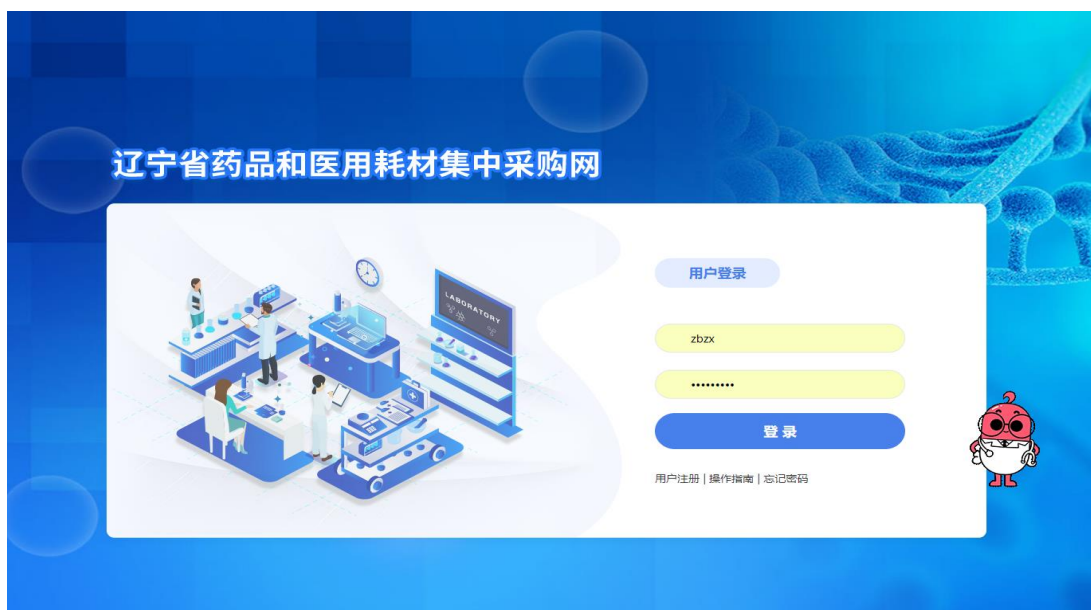 辽宁省药品和医用耗材集中采购网
LABORATORY
用户登录
zbzx
•••••••••
登 录
用户注册 | 操作指南 | 忘记密码